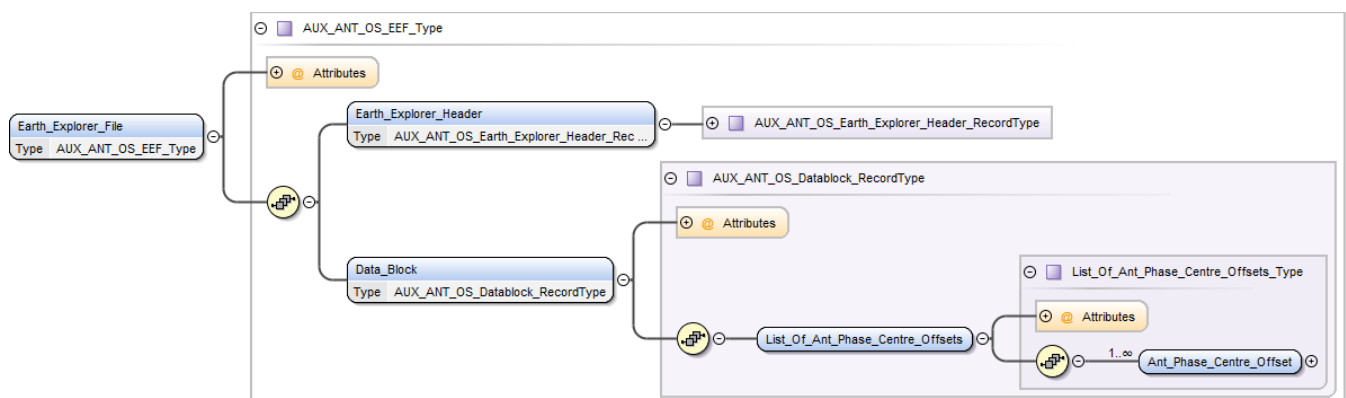 AUX_ANT_OS_EEF_Type
@ Attributes
Earth_Explorer_File
Type AUX_ANT_OS_EEF_Type
Earth_Explorer_Header
Type AUX_ANT_OS_Earth_Explorer_Header_Rec ...
AUX_ANT_OS_Earth_Explorer_Header_RecordType
AUX_ANT_OS_Datablock_RecordType
@ Attributes
Data_Block
Type AUX_ANT_OS_Datablock_RecordType
List_Of_Ant_Phase_Centre_Offsets_Type
@ Attributes
List_Of_Ant_Phase_Centre_Offsets
1..∞
Ant_Phase_Centre_Offset